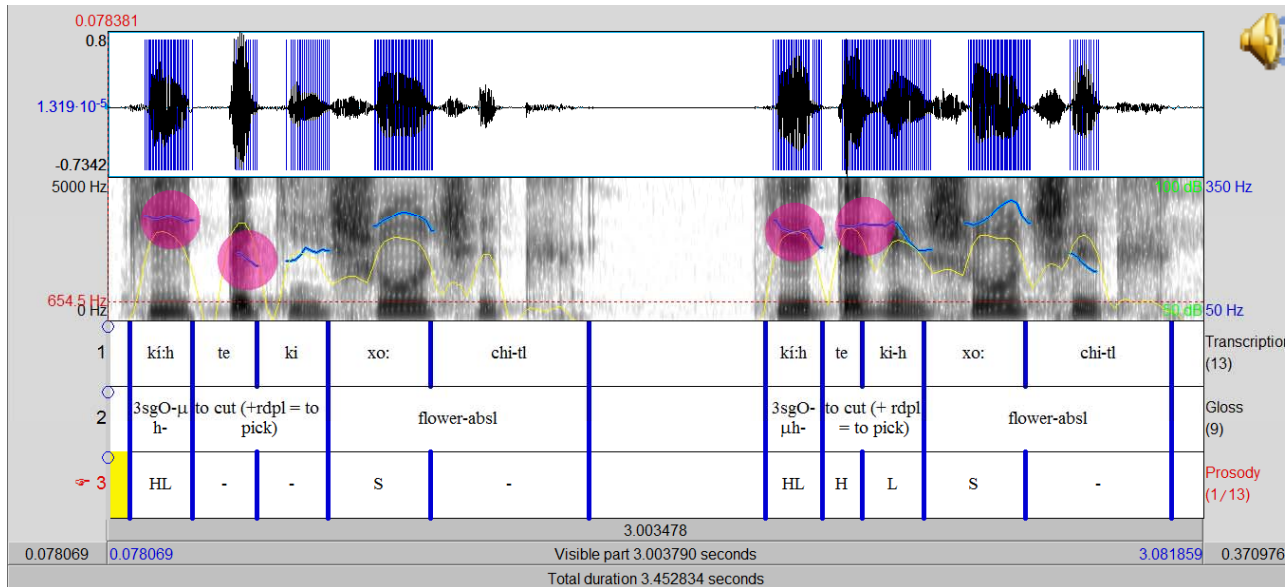 0.078381
0.8
1.319·10-5
-0.7342
5000 Hz
100 dB 350 Hz
654.5 Hz
0 Hz
50 dB 50 Hz
1 kí:h te ki xo: chi-tl kí:h te ki-h xo: chi-tl Transcription
(13)
2 3sgO-µ h- to cut (+rdpl = to pick) flower-absl 3sgO- µh- to cut (+ rdpl = to pick) flower-absl Gloss
(9)
☞ 3 HL - - S - HL H L S - Prosody
(1/13)
3.003478
0.078069 0.078069 Visible part 3.003790 seconds 3.081859 0.370976
Total duration 3.452834 seconds